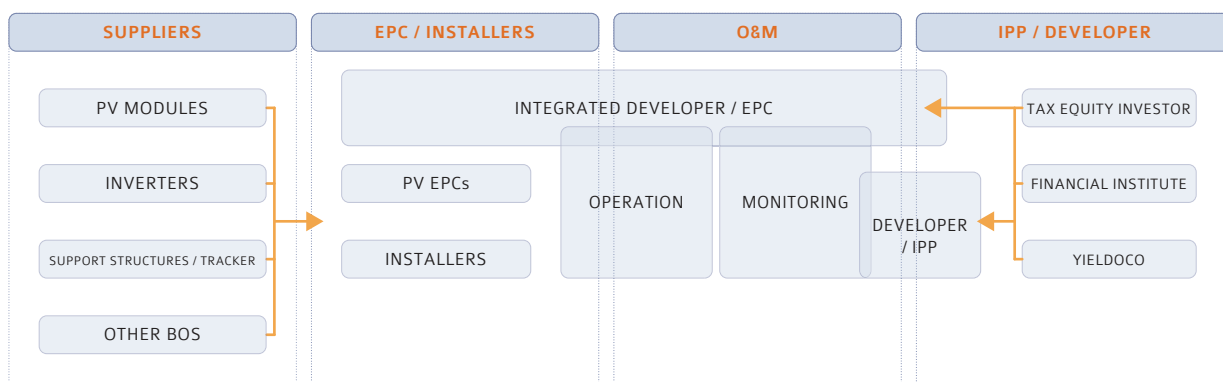 SUPPLIERS
EPC / INSTALLERS
O&M
IPP / DEVELOPER
PV MODULES
INVERTERS
SUPPORT STRUCTURES / TRACKER
OTHER BOS
INTEGRATED DEVELOPER / EPC
PV EPCs
INSTALLERS
OPERATION
MONITORING
DEVELOPER
/ IPP
TAX EQUITY INVESTOR
FINANCIAL INSTITUTE
YIELDOCO